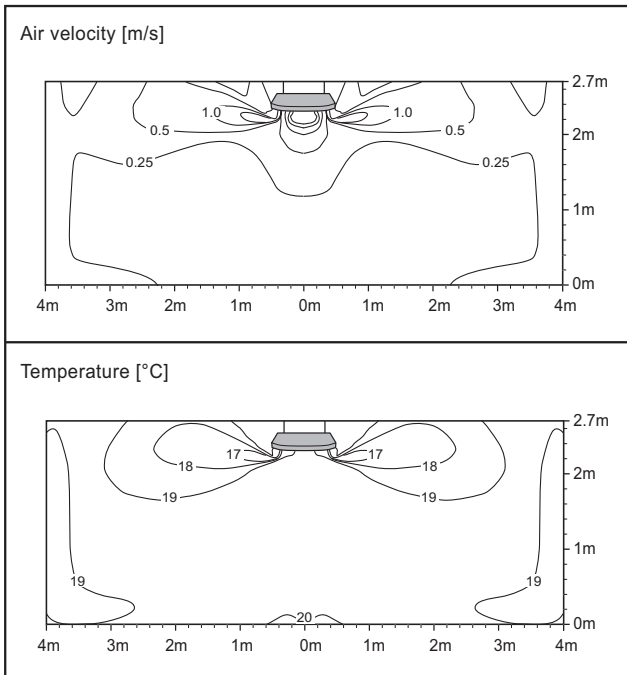 Air velocity [m/s]
2.7m
1.0 1.0
0.5 0.5
2m
0.25 0.25
1m
0m
4m 3m 2m 1m 0m 1m 2m 3m 4m
Temperature [°C]
2.7m
17 17
18 18
2m
19 19
1m
19 19
20
0m
4m 3m 2m 1m 0m 1m 2m 3m 4m